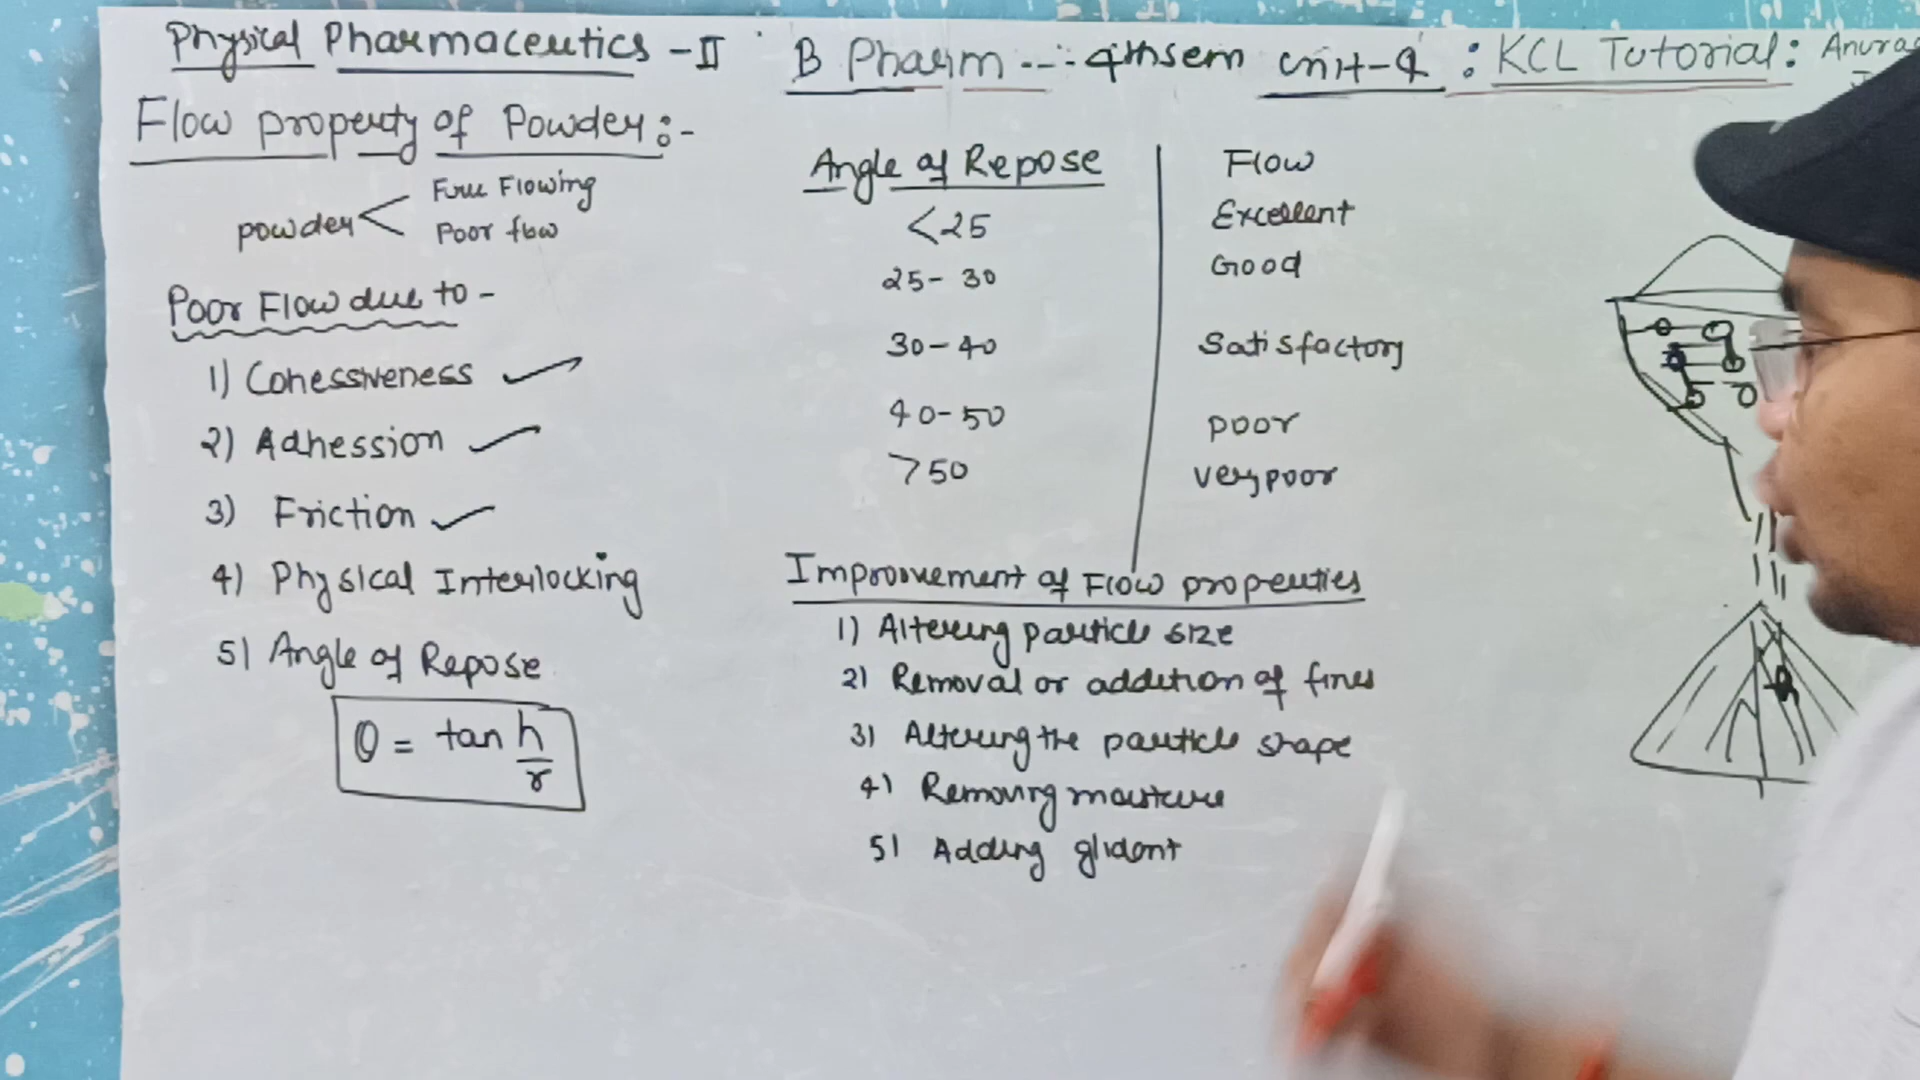 Physical Pharmaceutics -II B Pharm --- 4thsem unit-4 : KCL Tutorial: Anurag
Flow property of Powder:-
powder
Free Flowing
Poor flow
Poor Flow due to -
1) Cohessiveness
2) Adhession
3) Friction
4) Physical Interlocking
5) Angle of Repose
θ = tan h/r
Angle of Repose Flow
<25 Excellent
25-30 Good
30-40 Satisfactory
40-50 poor
>50 very poor
Improvement of Flow properties
1) Altering particle size
2) Removal or addition of fines
3) Altering the particle shape
4) Removing moisture
5) Adding glidant